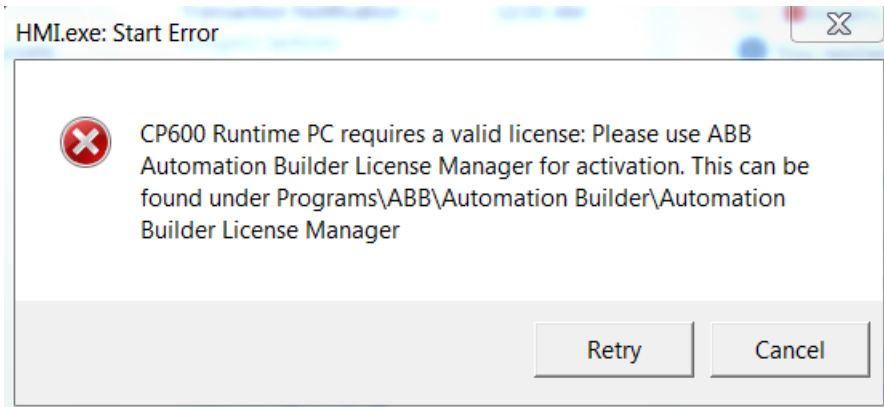 HMI.exe: Start Error
CP600 Runtime PC requires a valid license: Please use ABB
Automation Builder License Manager for activation. This can be
found under Programs\ABB\Automation Builder\Automation
Builder License Manager
Retry
Cancel